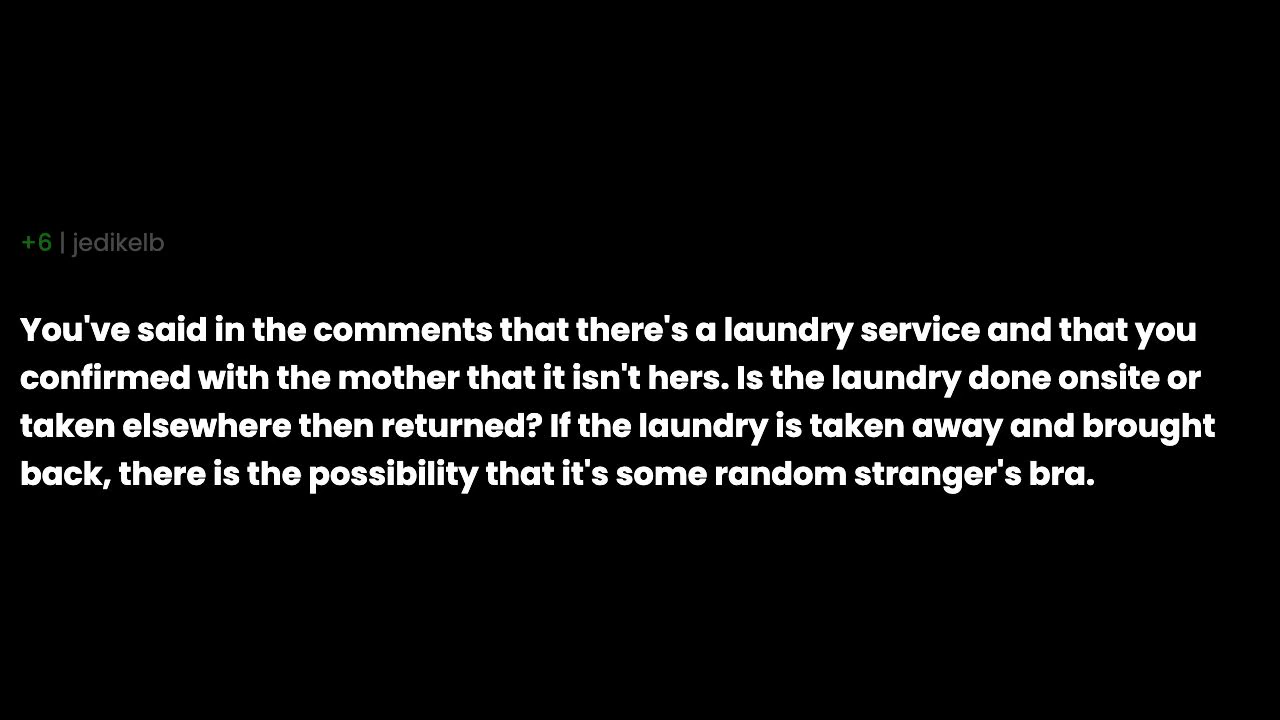 +6 | jedikelb
You've said in the comments that there's a laundry service and that you
confirmed with the mother that it isn't hers. Is the laundry done onsite or
taken elsewhere then returned? If the laundry is taken away and brought
back, there is the possibility that it's some random stranger's bra.